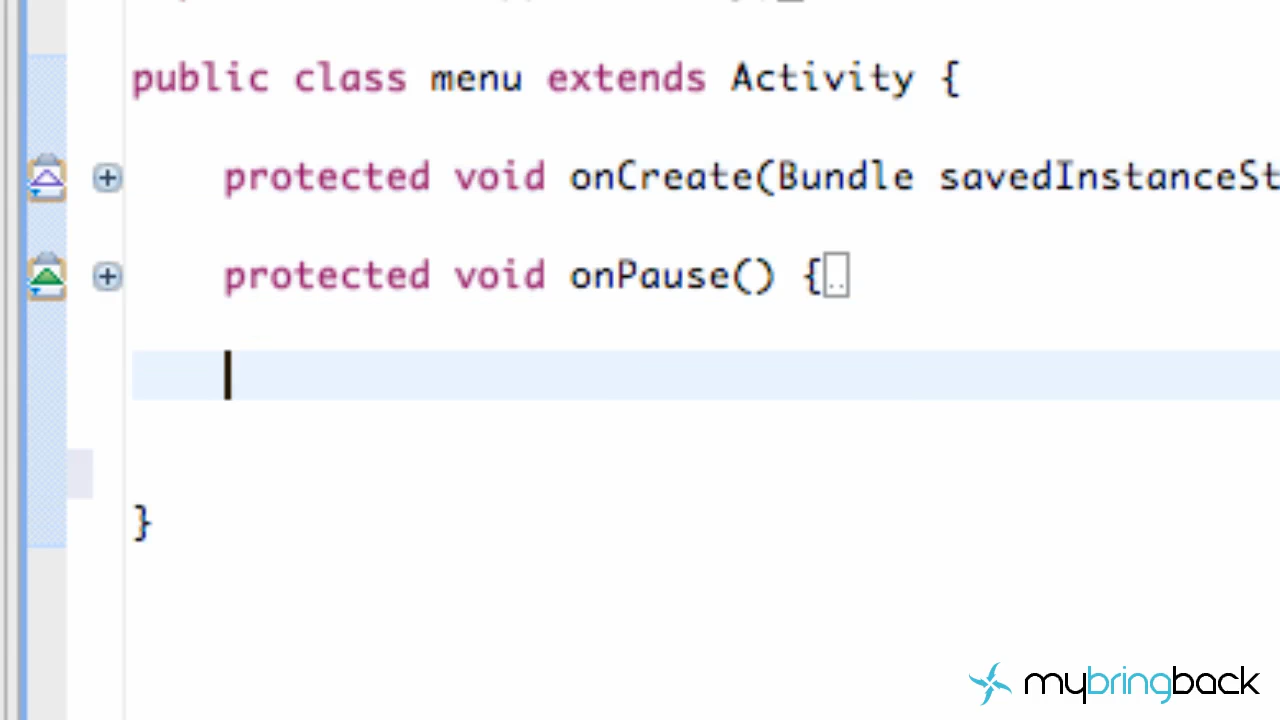 public class menu extends Activity {
protected void onCreate(Bundle savedInstanceSt
protected void onPause() {..
}
mybringback